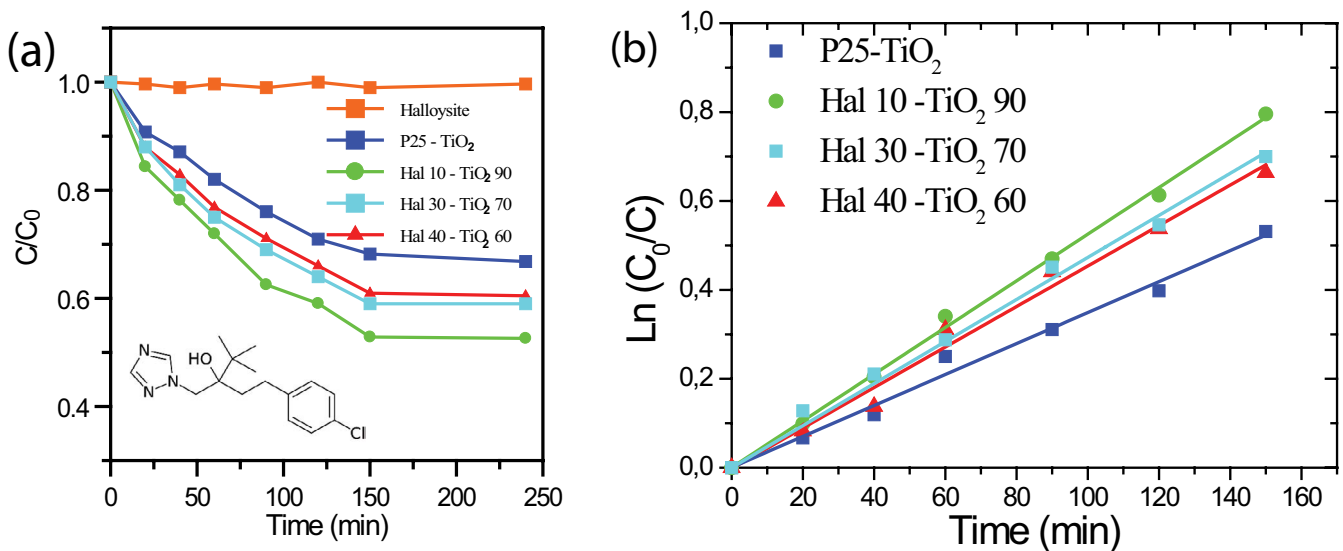 (a)
C/C₀
1.0
0.8
0.6
0.4
Halloysite
P25 - TiO₂
Hal 10 - TiO₂ 90
Hal 30 - TiO₂ 70
Hal 40 - TiO₂ 60
N
N
N
HO
Cl
0 50 100 150 200 250
Time (min)
(b)
Ln (C₀/C)
1,0
0,8
0,6
0,4
0,2
0,0
P25-TiO₂
Hal 10 -TiO₂ 90
Hal 30 -TiO₂ 70
Hal 40 -TiO₂ 60
0 20 40 60 80 100 120 140 160
Time (min)